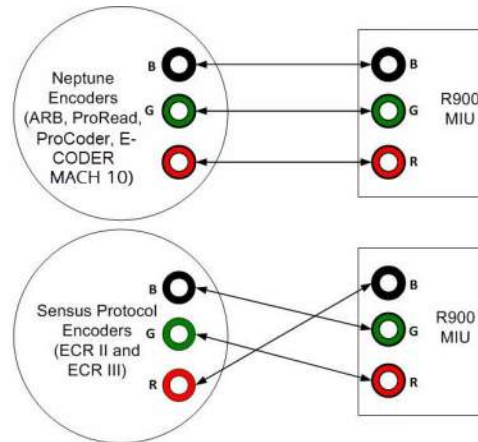 Neptune
Encoders
(ARB, ProRead,
ProCoder, E-
CODER
MACH 10)
B
G
R
B
G
R
R900
MIU
Sensus Protocol
Encoders
(ECR II and
ECR III)
B
G
R
B
G
R
R900
MIU